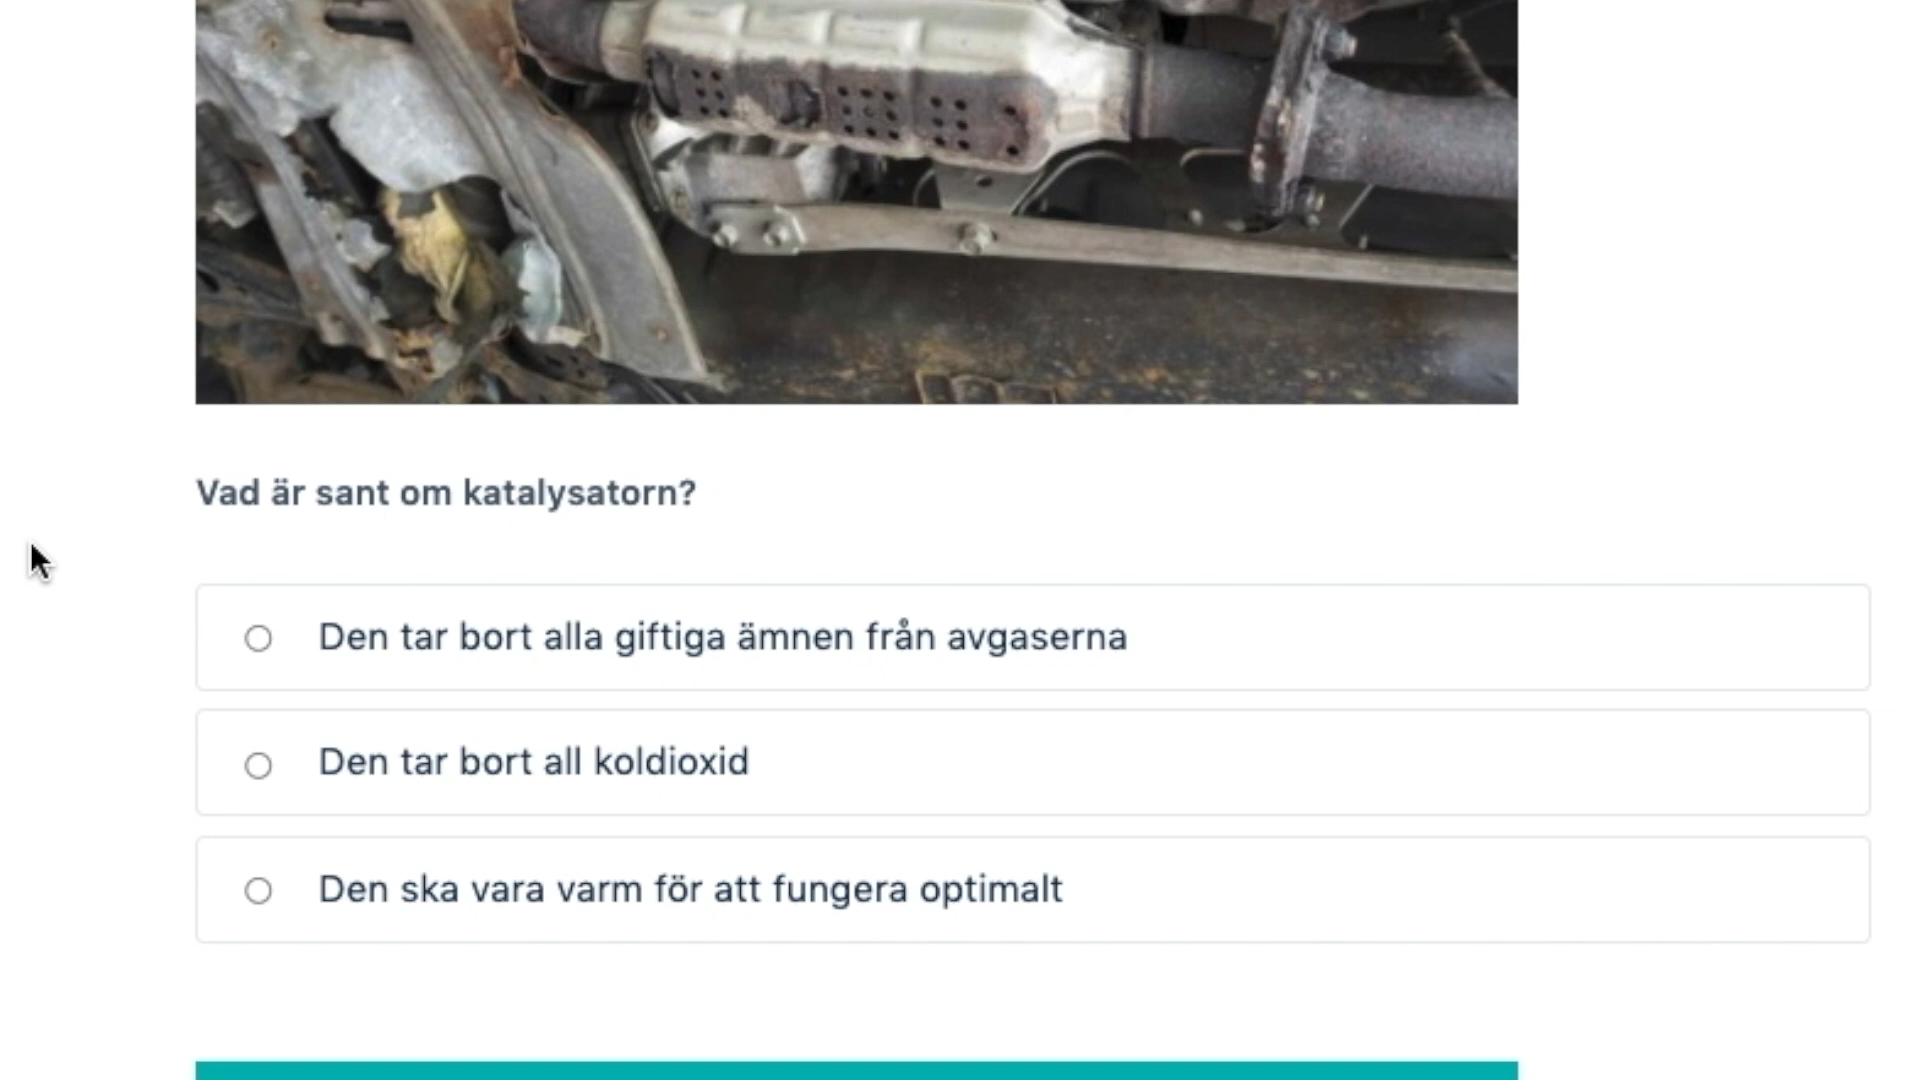 Vad är sant om katalysatorn?
Den tar bort alla giftiga ämnen från avgaserna
Den tar bort all koldioxid
Den ska vara varm för att fungera optimalt